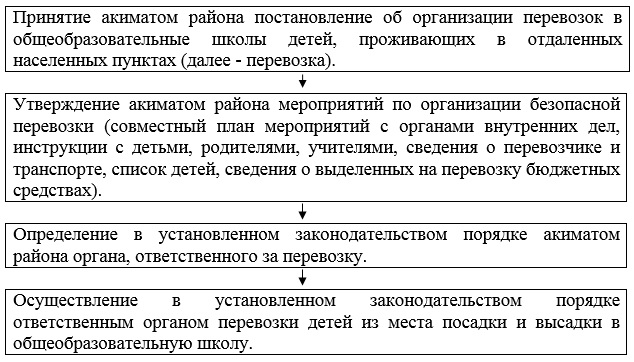 Принятие акиматом района постановление об организации перевозок в
общеобразовательные школы детей, проживающих в отдаленных
населенных пунктах (далее - перевозка).
Утверждение акиматом района мероприятий по организации безопасной
перевозки (совместный план мероприятий с органами внутренних дел,
инструкции с детьми, родителями, учителями, сведения о перевозчике и
транспорте, список детей, сведения о выделенных на перевозку бюджетных
средствах).
Определение в установленном законодательством порядке акиматом
района органа, ответственного за перевозку.
Осуществление в установленном законодательством порядке
ответственным органом перевозки детей из места посадки и высадки в
общеобразовательную школу.